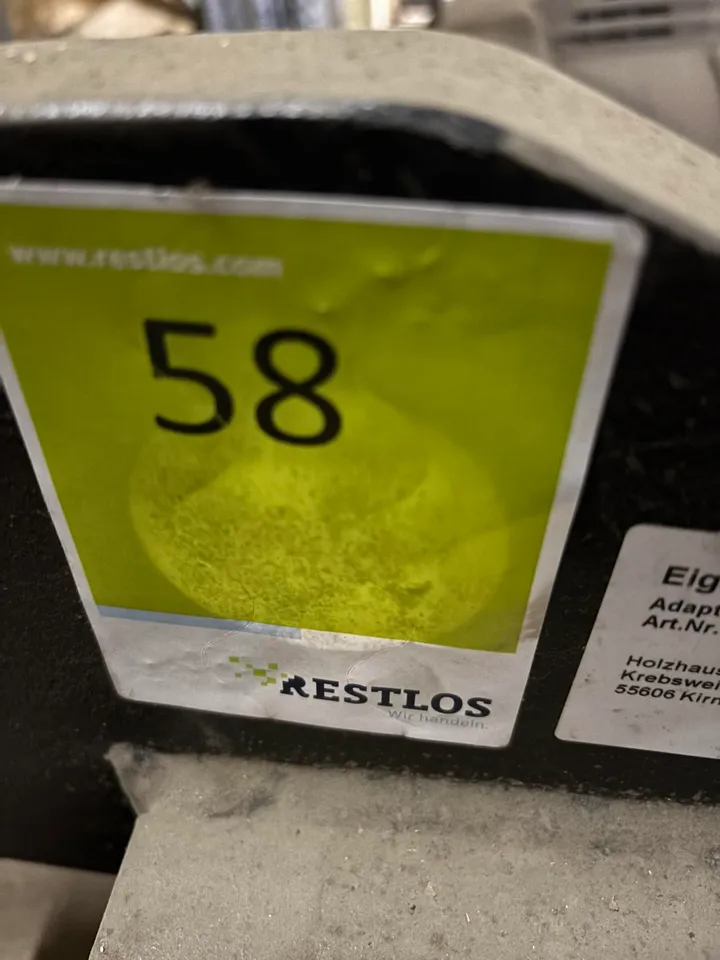 www.restlos.com
58
RESTLOS
Wir handeln.
Eig
Adapt
Art.Nr.
Holzhaus
Krebswei
55606 Kirn